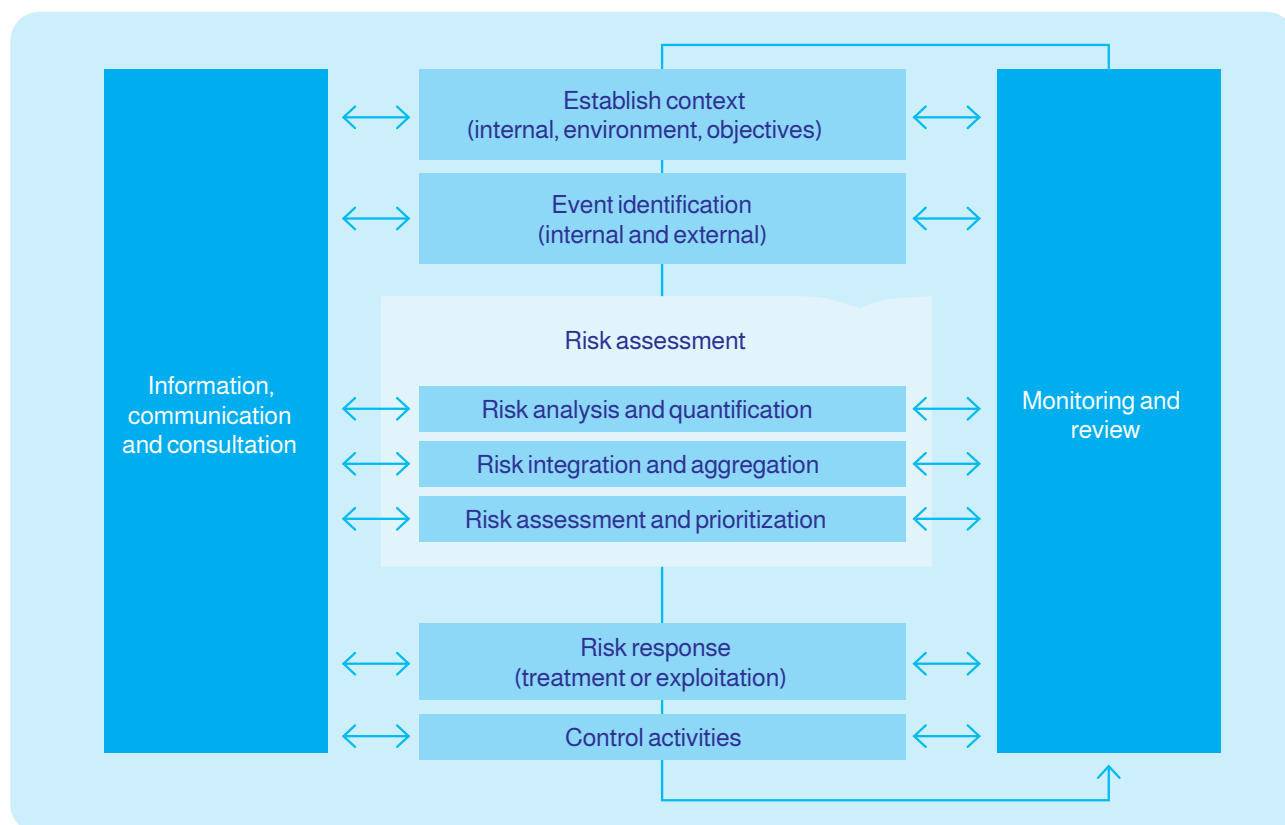 Establish context
(internal, environment, objectives)
Event identification
(internal and external)
Risk assessment
Information,
communication
and consultation
Risk analysis and quantification
Risk integration and aggregation
Risk assessment and prioritization
Monitoring and
review
Risk response
(treatment or exploitation)
Control activities